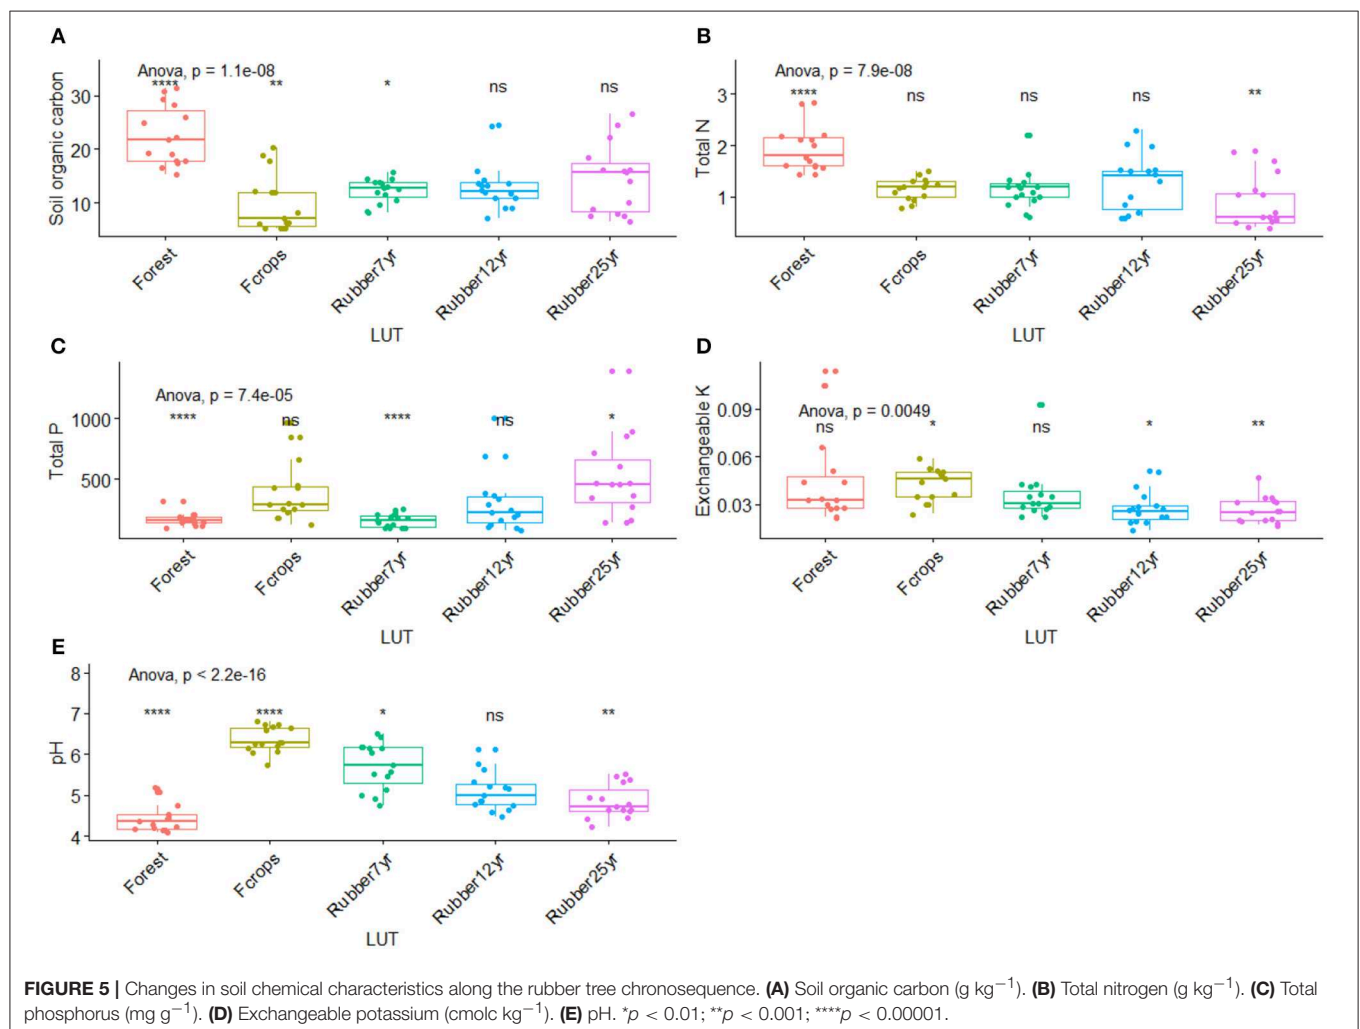 A
Soil organic carbon
30
20
10
Anova, p = 1.1e-08
**** ** * ns ns
Forest Fcrops Rubber7yr Rubber12yr Rubber25yr
LUT
B
Total N
3
2
1
Anova, p = 7.9e-08
**** ns ns ns **
Forest Fcrops Rubber7yr Rubber12yr Rubber25yr
LUT
C
Total P
1000
500
Anova, p = 7.4e-05
**** ns **** ns *
Forest Fcrops Rubber7yr Rubber12yr Rubber25yr
LUT
D
Exchangeable K
0.09
0.06
0.03
Anova, p = 0.0049
ns * ns * **
Forest Fcrops Rubber7yr Rubber12yr Rubber25yr
LUT
E
pH
8
7
6
5
4
Anova, p < 2.2e-16
**** **** * ns **
Forest Fcrops Rubber7yr Rubber12yr Rubber25yr
LUT
FIGURE 5 | Changes in soil chemical characteristics along the rubber tree chronosequence. (A) Soil organic carbon (g kg⁻¹). (B) Total nitrogen (g kg⁻¹). (C) Total
phosphorus (mg g⁻¹). (D) Exchangeable potassium (cmolc kg⁻¹). (E) pH. *p < 0.01; **p < 0.001; ****p < 0.00001.